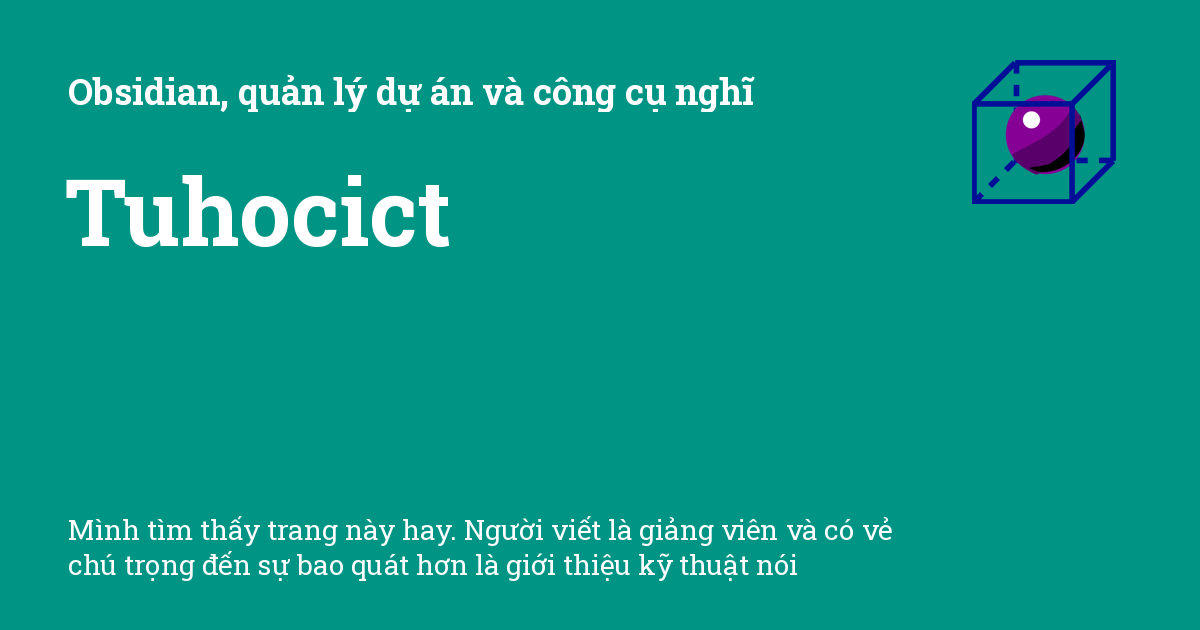 Obsidian, quản lý dự án và công cụ nghĩ
Tuhocict
Mình tìm thấy trang này hay. Người viết là giảng viên và có vẻ
chú trọng đến sự bao quát hơn là giới thiệu kỹ thuật nói